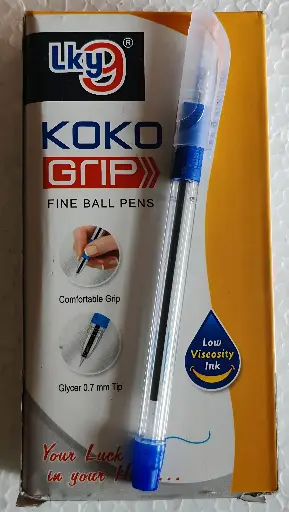 Lky9®
KOKO
GRIP
FINE BALL PENS
Comfortable Grip
Glycer 0.7 mm Tip
Low
Viscosity
Ink
Your Luck
in your